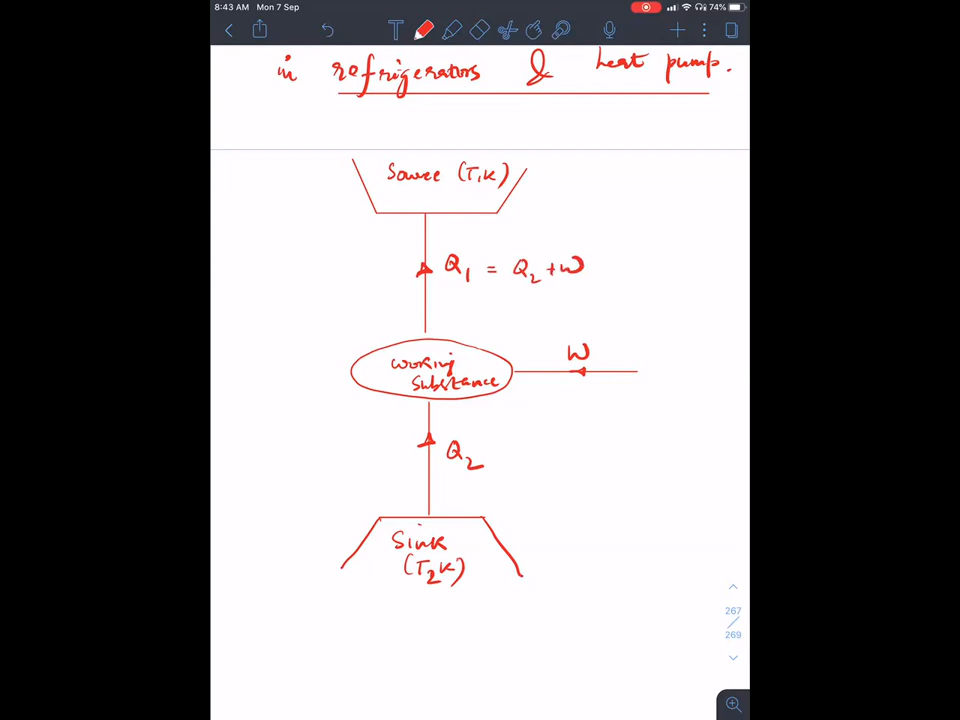 8:43 AM Mon 7 Sep
74%
T
in refrigerators & heat pump.
Source (T₁K)
Q₁ = Q₂ + W
W
Working
Substance
Q₂
Sink
(T₂K)
267
269